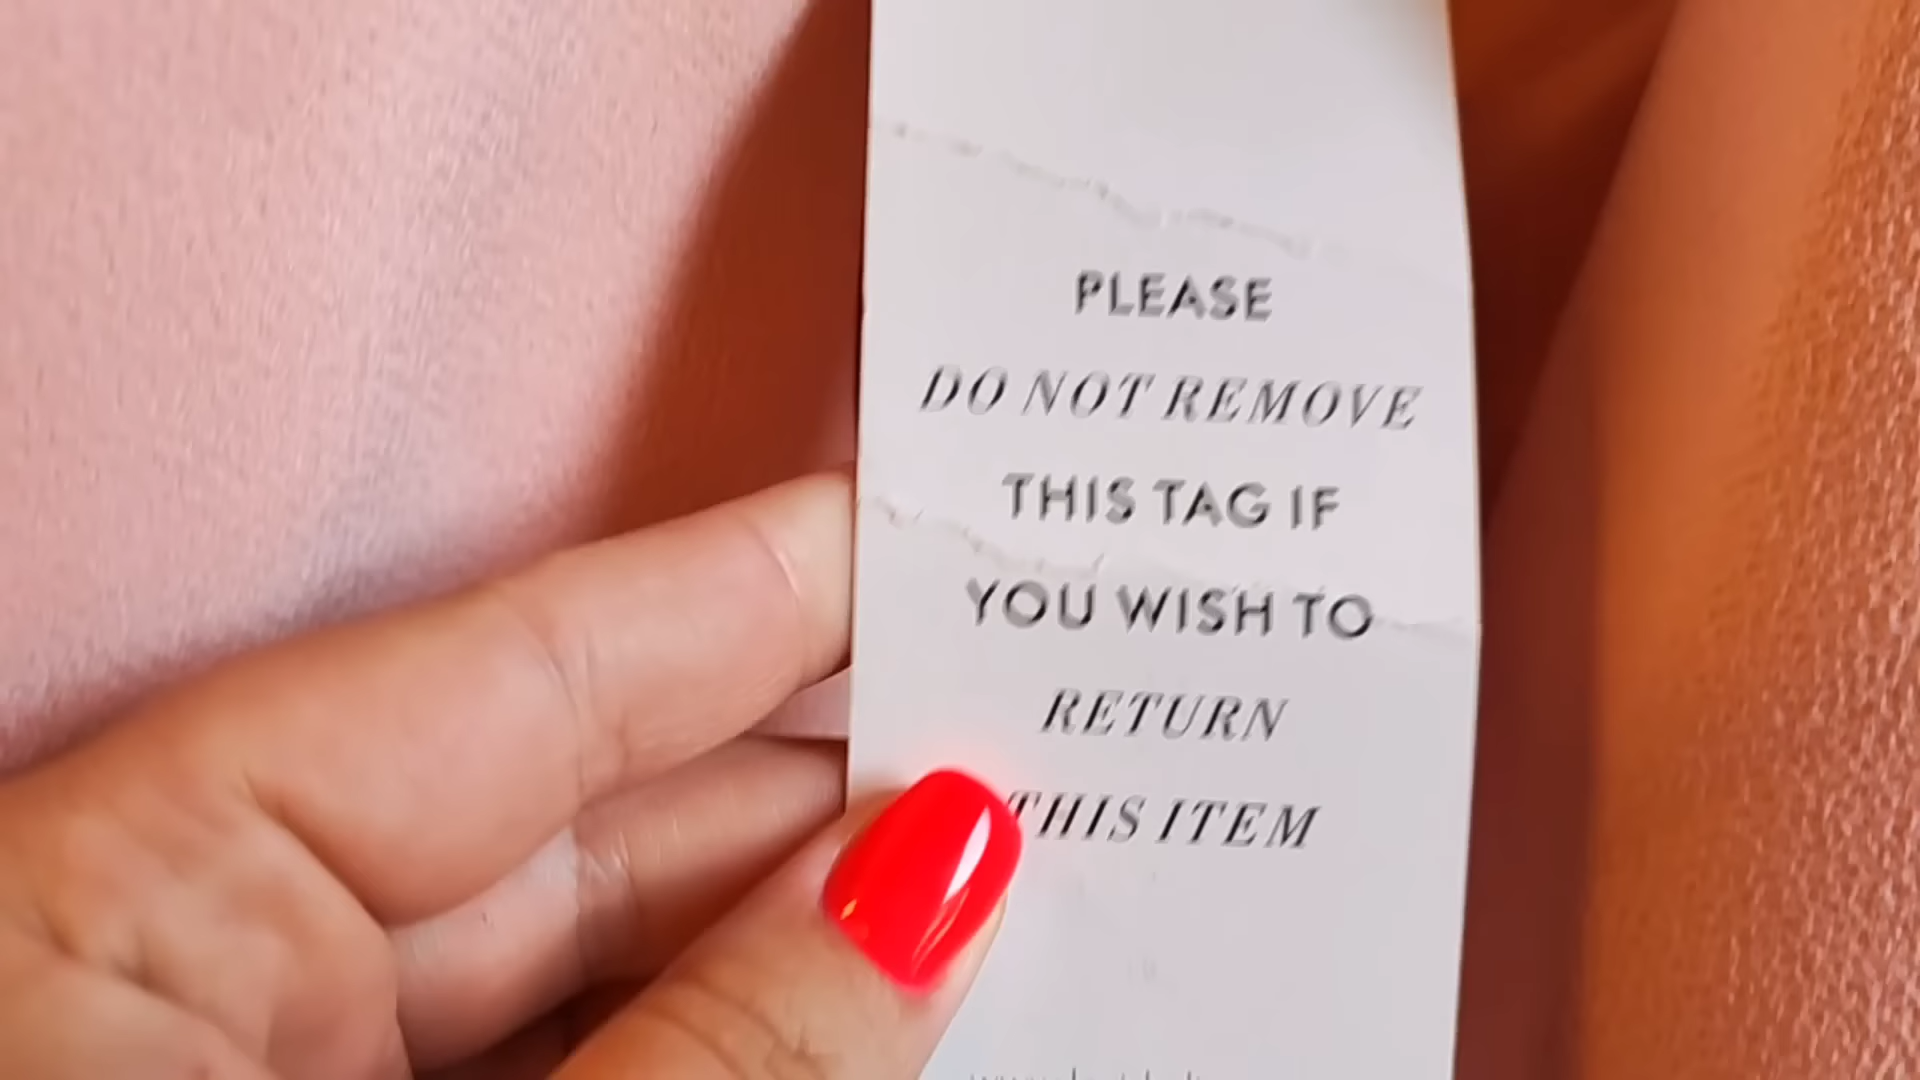 PLEASE
DO NOT REMOVE
THIS TAG IF
YOU WISH TO
RETURN
THIS ITEM